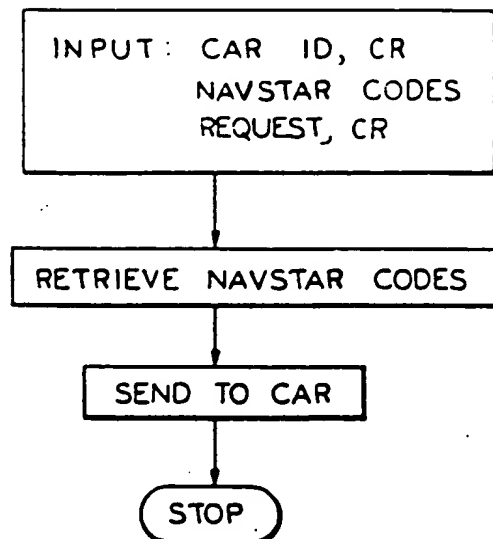 INPUT: CAR ID, CR
NAVSTAR CODES
REQUEST, CR
RETRIEVE NAVSTAR CODES
SEND TO CAR
STOP